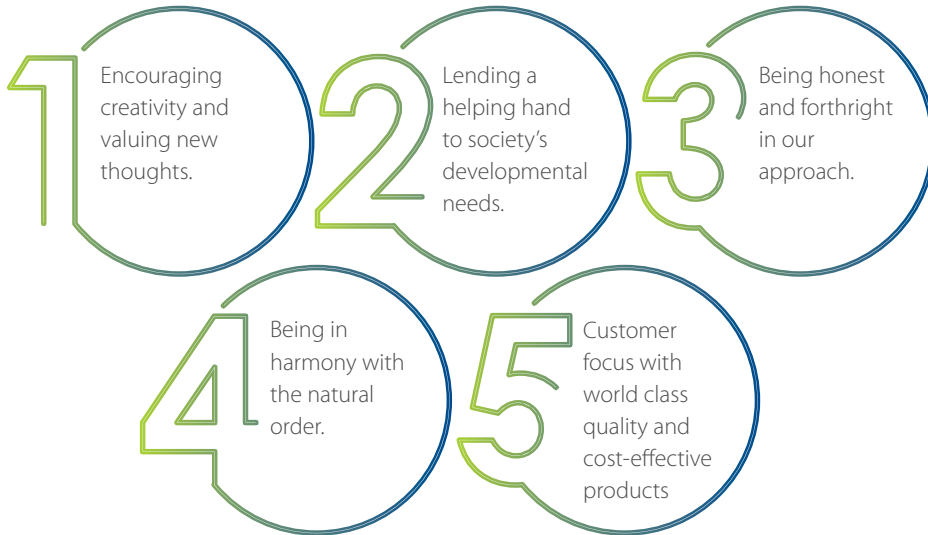 1
Encouraging
creativity and
valuing new
thoughts.
2
Lending a
helping hand
to society’s
developmental
needs.
3
Being honest
and forthright
in our
approach.
4
Being in
harmony with
the natural
order.
5
Customer
focus with
world class
quality and
cost-effective
products